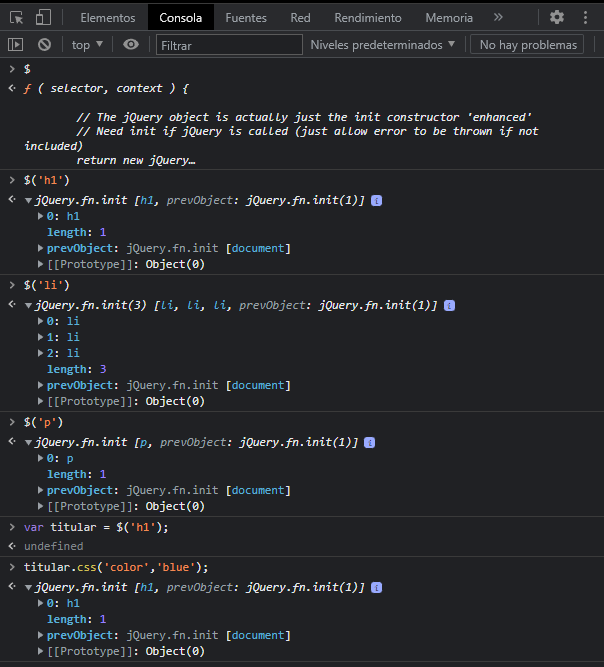 Elementos Consola Fuentes Red Rendimiento Memoria »
top ▼ Filtrar Niveles predeterminados ▼ No hay problemas
> $
ƒ ( selector, context ) {
// The jQuery object is actually just the init constructor 'enhanced'
// Need init if jQuery is called (just allow error to be thrown if not
included)
return new jQuery…
> $('h1')
▼ jQuery.fn.init [h1, prevObject: jQuery.fn.init(1)] i
▶ 0: h1
length: 1
▶ prevObject: jQuery.fn.init [document]
▶ [[Prototype]]: Object(0)
> $('li')
▼ jQuery.fn.init(3) [li, li, li, prevObject: jQuery.fn.init(1)] i
▶ 0: li
▶ 1: li
▶ 2: li
length: 3
▶ prevObject: jQuery.fn.init [document]
▶ [[Prototype]]: Object(0)
> $('p')
▼ jQuery.fn.init [p, prevObject: jQuery.fn.init(1)] i
▶ 0: p
length: 1
▶ prevObject: jQuery.fn.init [document]
▶ [[Prototype]]: Object(0)
> var titular = $('h1');
undefined
> titular.css('color','blue');
▼ jQuery.fn.init [h1, prevObject: jQuery.fn.init(1)] i
▶ 0: h1
length: 1
▶ prevObject: jQuery.fn.init [document]
▶ [[Prototype]]: Object(0)